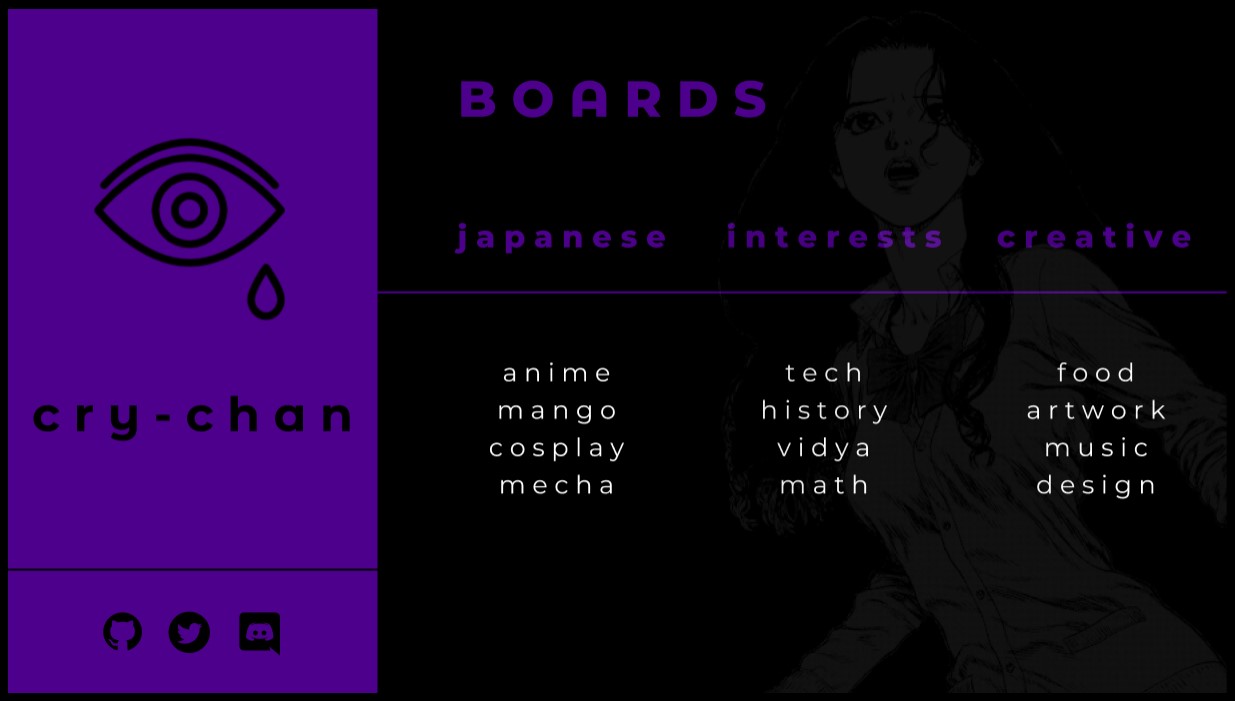 cry-chan
BOARDS
japanese interests creative
anime tech food
mango history artwork
cosplay vidya music
mecha math design